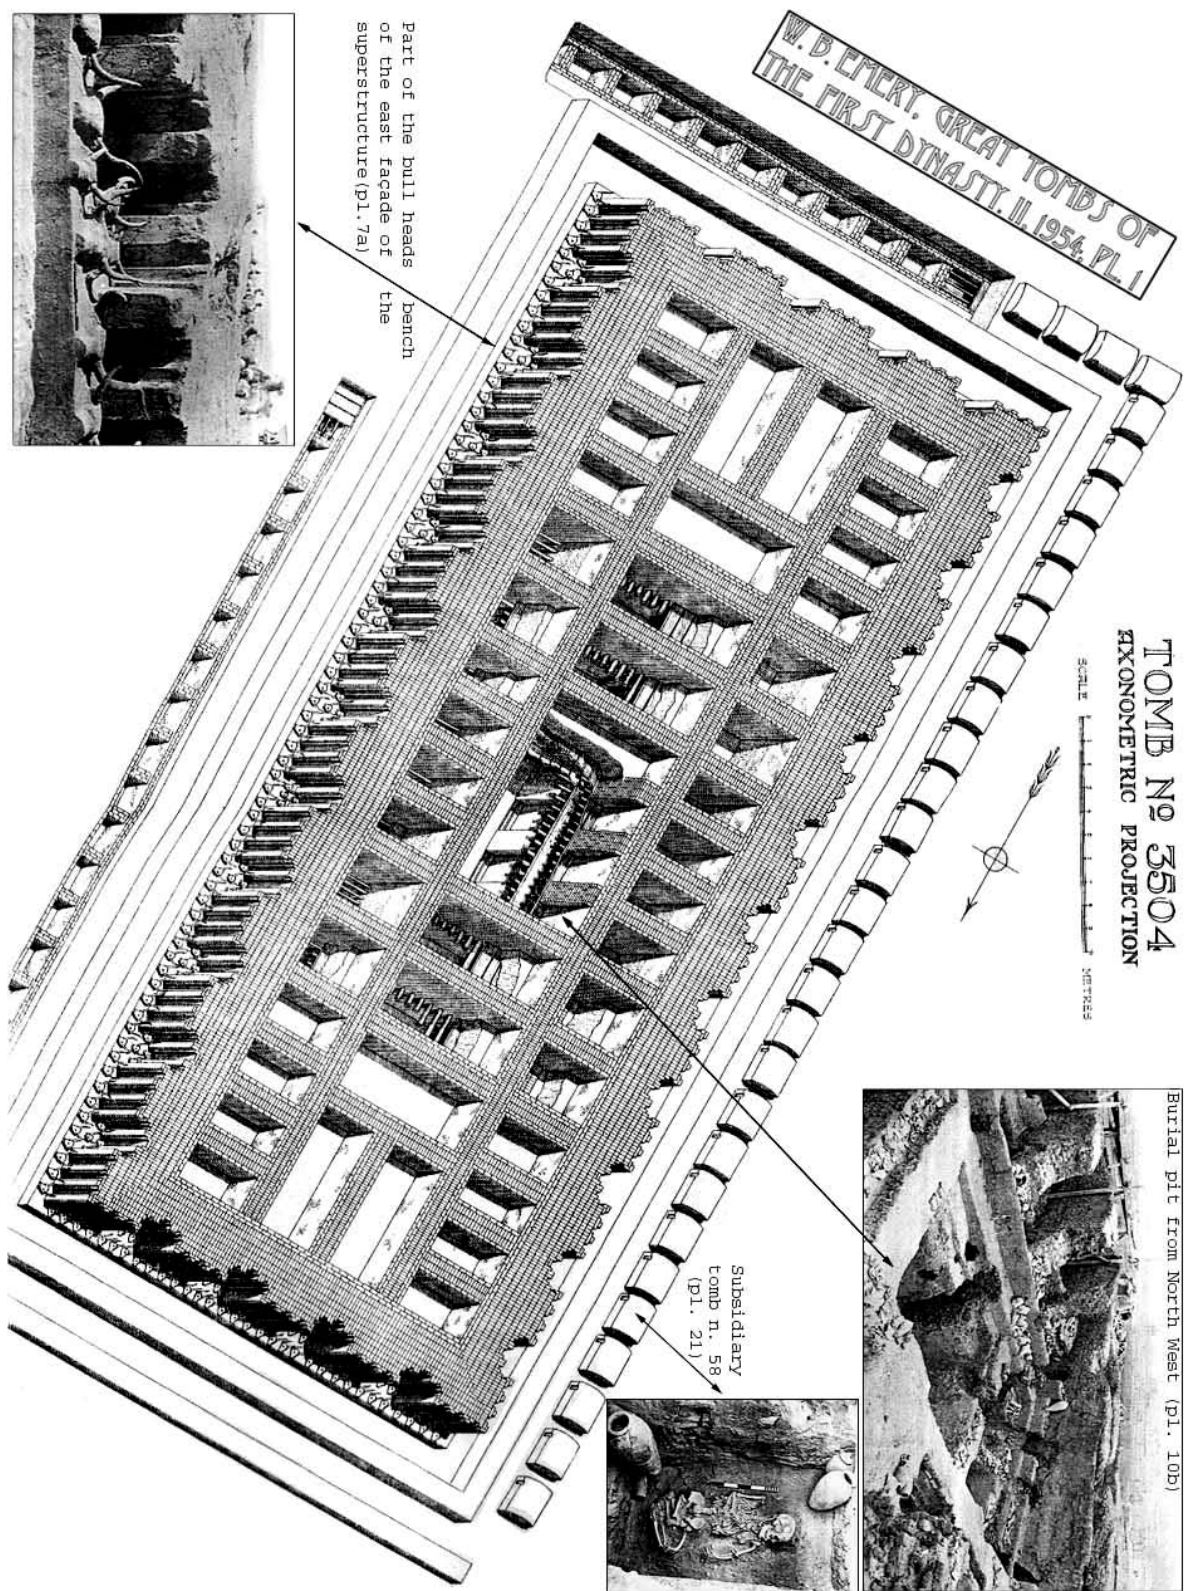 W. B. EMERY, GREAT TOMBS OF
THE FIRST DYNASTY. II, 1954, PL. 1
TOMB Nº 3504
AXONOMETRIC PROJECTION
SCALE
METRES
Part of the bull heads bench
of the east façade of the
superstructure (pl.7a)
Burial pit from North West (pl. 10b)
Subsidiary
tomb n. 58
(pl. 21)